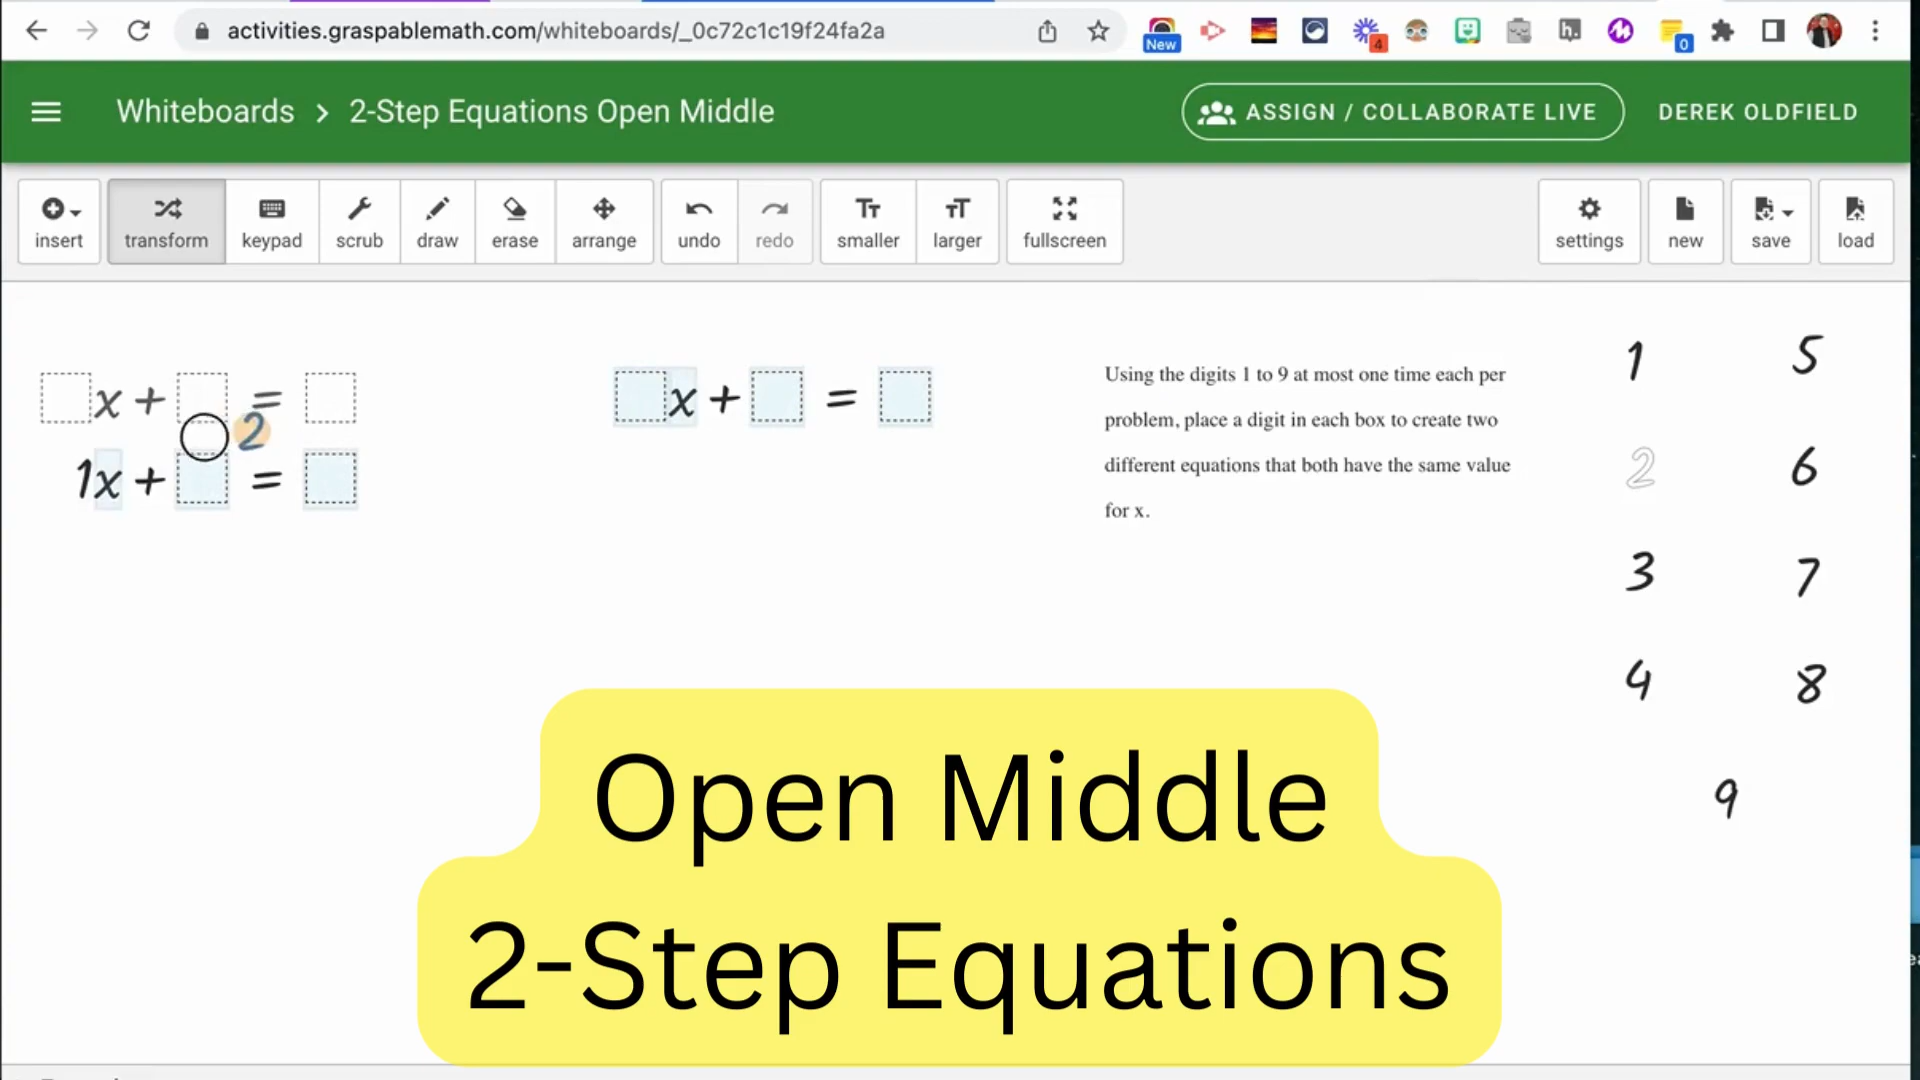 activities.graspablemath.com/whiteboards/_0c72c1c19f24fa2a
New
4
h.
0
Whiteboards > 2-Step Equations Open Middle
ASSIGN / COLLABORATE LIVE
DEREK OLDFIELD
insert
transform
keypad
scrub
draw
erase
arrange
undo
redo
smaller
larger
fullscreen
settings
new
save
load
x + =
2
1x + =
x + =
Using the digits 1 to 9 at most one time each per
problem, place a digit in each box to create two
different equations that both have the same value
for x.
1 5
2 6
3 7
4 8
9
Open Middle
2-Step Equations